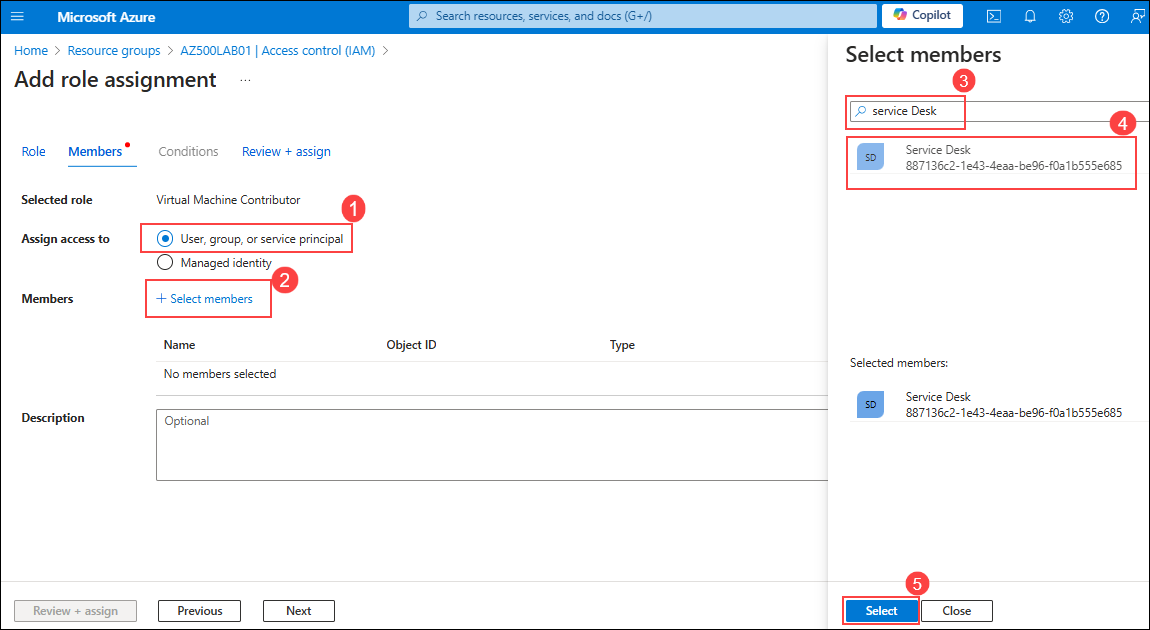 Microsoft Azure
Search resources, services, and docs (G+/)
Copilot
Home > Resource groups > AZ500LAB01 | Access control (IAM) >
Add role assignment ...
Role Members Conditions Review + assign
Selected role Virtual Machine Contributor
1
Assign access to User, group, or service principal
Managed identity
2
Members + Select members
Name Object ID Type
No members selected
Description Optional
Review + assign Previous Next
Select members
3
service Desk
4
SD Service Desk
887136c2-1e43-4eaa-be96-f0a1b555e685
Selected members:
SD Service Desk
887136c2-1e43-4eaa-be96-f0a1b555e685
5
Select Close